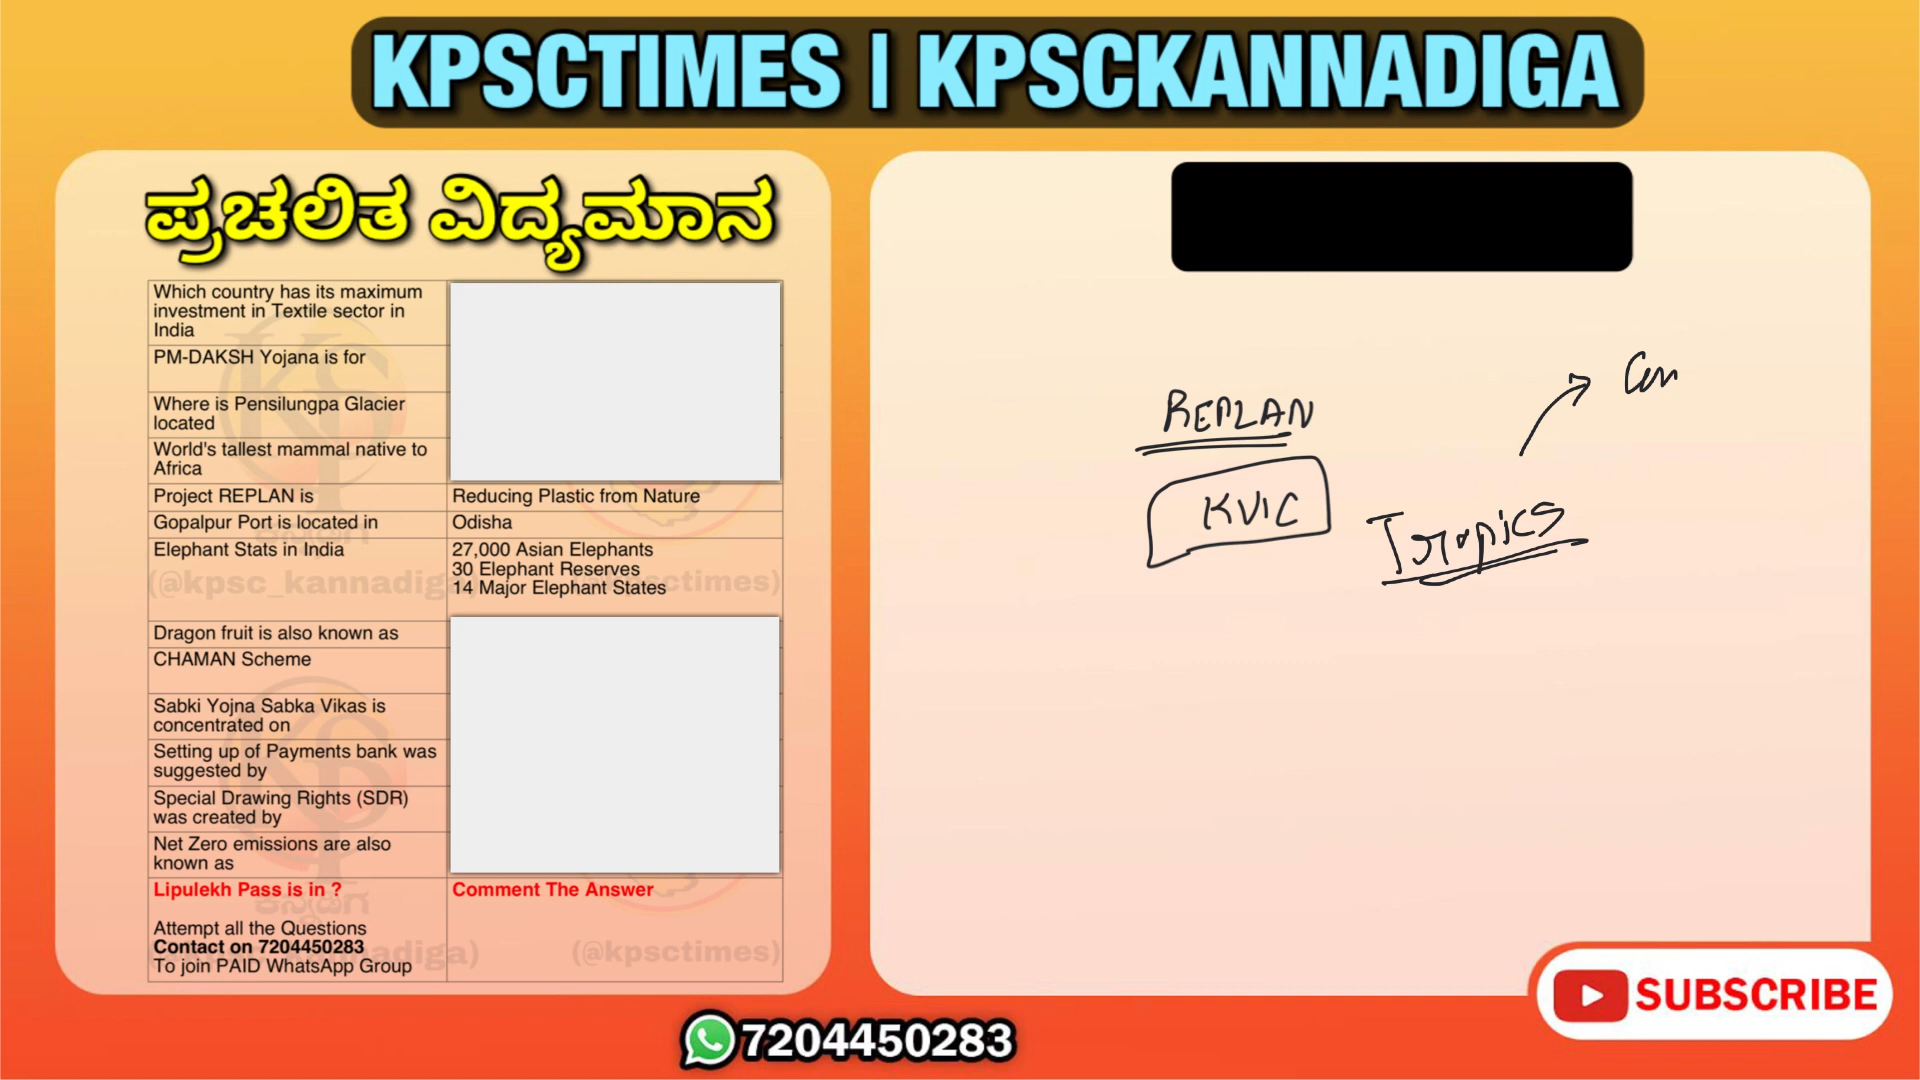 KPSCTIMES | KPSCKANNADIGA
ಪ್ರಚಲಿತ ವಿದ್ಯಮಾನ
Which country has its maximum
investment in Textile sector in
India
PM-DAKSH Yojana is for
Where is Pensilungpa Glacier
located
World's tallest mammal native to
Africa
Project REPLAN is
Reducing Plastic from Nature
Gopalpur Port is located in
Odisha
Elephant Stats in India
27,000 Asian Elephants
30 Elephant Reserves
14 Major Elephant States
(@kpsc_kannadiga)
(@kpsctimes)
Dragon fruit is also known as
CHAMAN Scheme
Sabki Yojna Sabka Vikas is
concentrated on
Setting up of Payments bank was
suggested by
Special Drawing Rights (SDR)
was created by
Net Zero emissions are also
known as
Lipulekh Pass is in ?
Comment The Answer
ಕನ್ನಡಿಗ
Attempt all the Questions
Contact on 7204450283
To join PAID WhatsApp Group
(@kpsctimes)
REPLAN
KVIC
Tropics
Can
SUBSCRIBE
7204450283